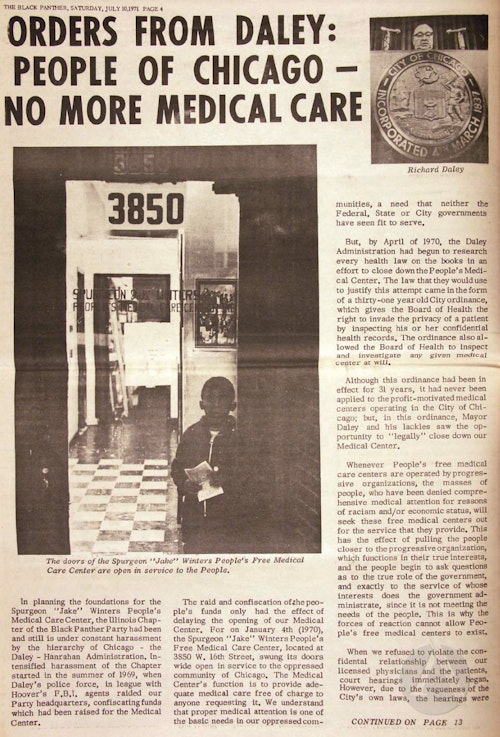 THE BLACK PANTHER, SATURDAY, JULY 10, 1971 PAGE 4
ORDERS FROM DALEY:
PEOPLE OF CHICAGO –
NO MORE MEDICAL CARE
CITY OF CHICAGO
INCORPORATED 4th MARCH 1837
Richard Daley
3850
3850
SPURGEON JAKE WINTERS
PEOPLE'S MEDICAL CARE CENTER
The doors of the Spurgeon "Jake" Winters People's Free Medical
Care Center are open in service to the People.
In planning the foundations for the
Spurgeon "Jake" Winters People's
Medical Care Center, the Illinois Chap-
ter of the Black Panther Party had been
and still is under constant harassment
by the hierarchy of Chicago - the
Daley - Hanrahan Administration. In-
tensified harassment of the Chapter
started in the summer of 1969, when
Daley's police force, in league with
Hoover's F.B.I. agents raided our
Party headquarters, confiscating funds
which had been raised for the Medical
Center.
The raid and confiscation of the peo-
ple's funds only had the effect of
delaying the opening of our Medical
Center. For on January 4th (1970),
the Spurgeon "Jake" Winters People's
Free Medical Care Center, located at
3850 W. 16th Street, swung its doors
wide open in service to the oppressed
community of Chicago. The Medical
Center's function is to provide ade-
quate medical care free of charge to
anyone requesting it. We understand
that proper medical attention is one of
the basic needs in our oppressed com-
munities, a need that neither the
Federal, State or City governments
have seen fit to serve.
But, by April of 1970, the Daley
Administration had begun to research
every health law on the books in an
effort to close down the People's Medi-
cal Center. The law that they would use
to justify this attempt came in the form
of a thirty-one year old City ordinance,
which gives the Board of Health the
right to invade the privacy of a patient
by inspecting his or her confidential
health records. The ordinance also al-
lowed the Board of Health to inspect
and investigate any given medical
center at will.
Although this ordinance had been in
effect for 31 years, it had never been
applied to the profit-motivated medical
centers operating in the City of Chi-
cago; but, in this ordinance, Mayor
Daley and his lackies saw the op-
portunity to "legally" close down our
Medical Center.
Whenever People's free medical
care centers are operated by progres-
sive organizations, the masses of
people, who have been denied compre-
hensive medical attention for reasons
of racism and/or economic status, will
seek these free medical centers out
for the service that they provide. This
has the effect of pulling the people
closer to the progressive organization,
which functions in their true interests,
and the people begin to ask questions
as to the true role of the government,
and exactly to the service of whose
interests does the government ad-
ministrate, since it is not meeting the
needs of the people. This is why the
forces of reaction cannot allow Peo-
ple's free medical centers to exist.
When we refused to violate the con-
fidential relationship between our
licensed physicians and the patients,
court hearings immediately began.
However, due to the vagueness of the
City's own laws, the hearings were
CONTINUED ON PAGE 13